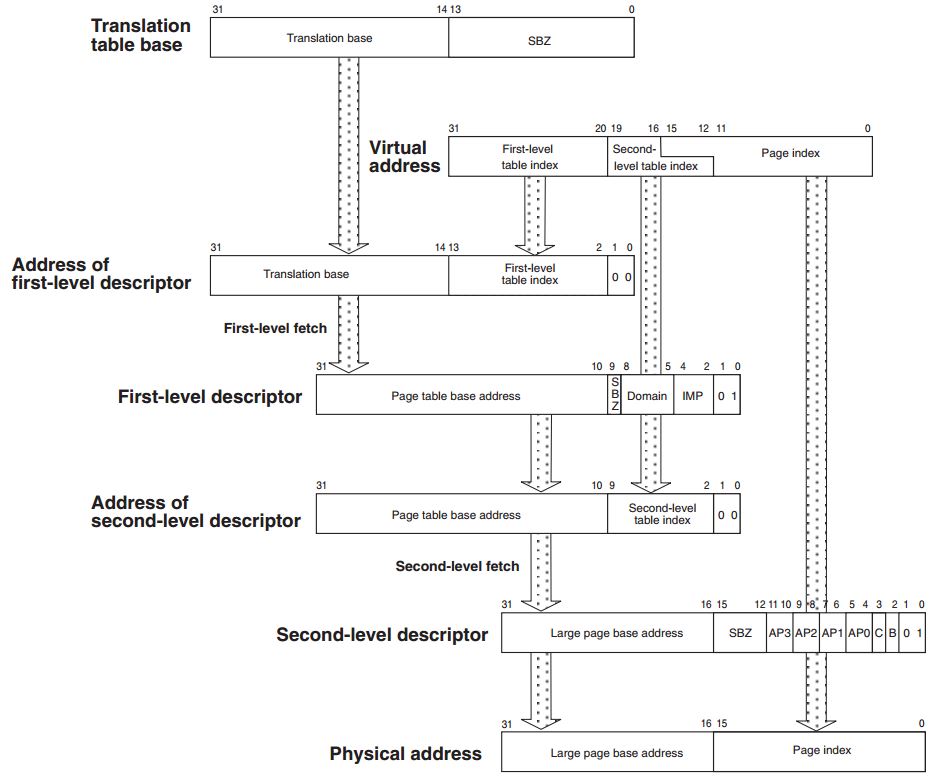 31 14 13 0
Translation
table base
Translation base SBZ
31 20 19 16 15 12 11 0
Virtual
address
First-level
table index
Second-
level table index
Page index
31 14 13 2 1 0
Address of
first-level descriptor
Translation base
First-level
table index
0 0
First-level fetch
31 10 9 8 5 4 2 1 0
First-level descriptor
Page table base address
S
B
Z
Domain IMP 0 1
31 10 9 2 1 0
Address of
second-level descriptor
Page table base address
Second-level
table index
0 0
Second-level fetch
31 16 15 12 11 10 9 8 7 6 5 4 3 2 1 0
Second-level descriptor
Large page base address SBZ AP3 AP2 AP1 AP0 C B 0 1
31 16 15 0
Physical address
Large page base address Page index